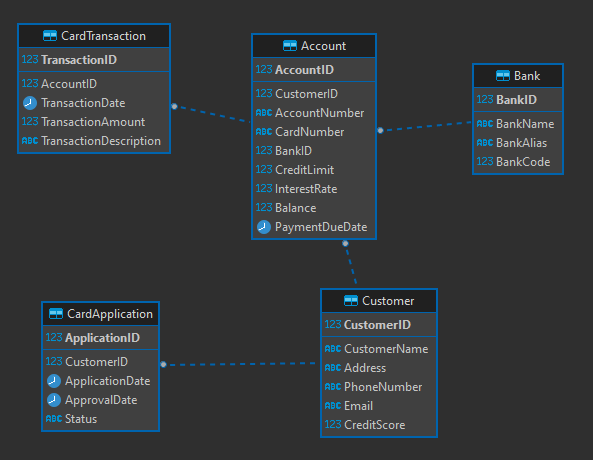 CardTransaction
123 TransactionID
123 AccountID
TransactionDate
123 TransactionAmount
ABC TransactionDescription
Account
123 AccountID
123 CustomerID
ABC AccountNumber
ABC CardNumber
123 BankID
123 CreditLimit
123 InterestRate
123 Balance
PaymentDueDate
Bank
123 BankID
ABC BankName
ABC BankAlias
123 BankCode
CardApplication
123 ApplicationID
123 CustomerID
ApplicationDate
ApprovalDate
ABC Status
Customer
123 CustomerID
ABC CustomerName
ABC Address
ABC PhoneNumber
ABC Email
123 CreditScore